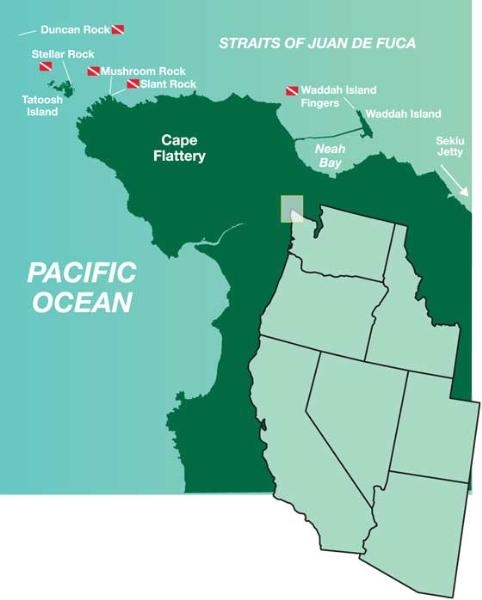 Duncan Rock
STRAITS OF JUAN DE FUCA
Stellar Rock
Mushroom Rock
Slant Rock
Tatoosh
Island
Waddah Island
Fingers
Waddah Island
Cape
Flattery
Neah
Bay
Sekiu
Jetty
PACIFIC
OCEAN